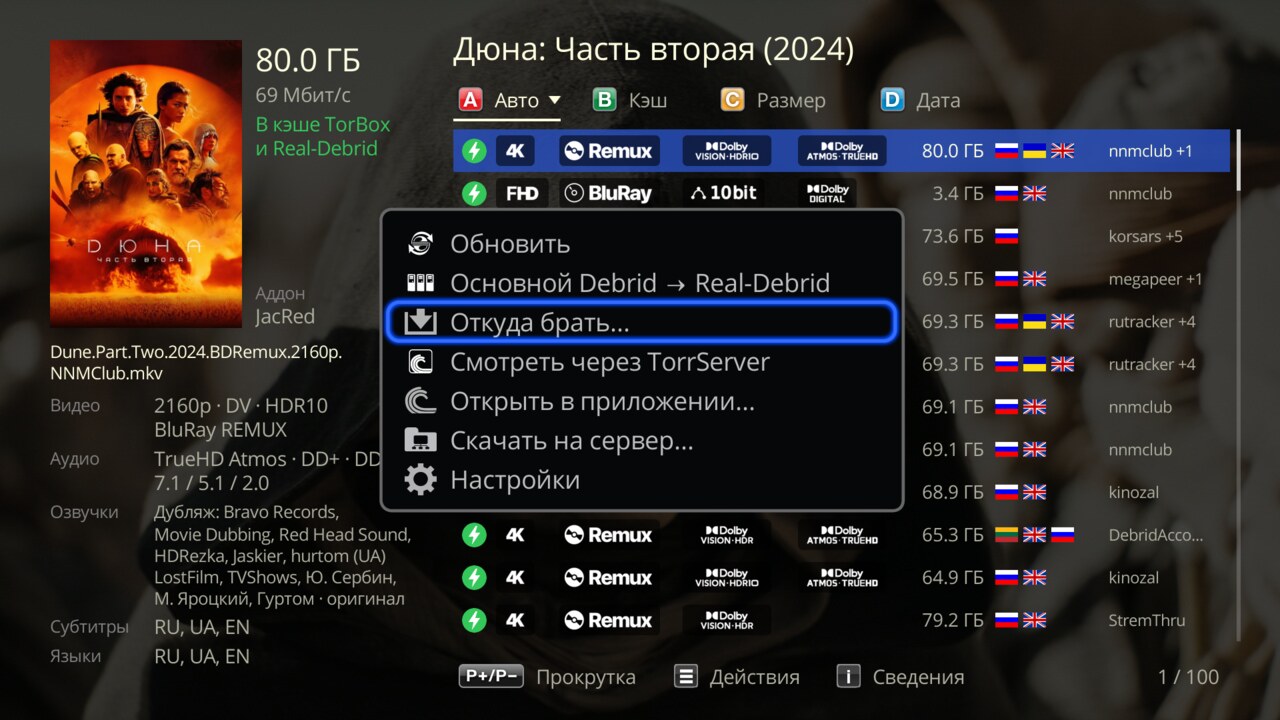 80.0 ГБ
69 Мбит/с
В кэше TorBox
и Real-Debrid
ДЮНА
ЧАСТЬ ВТОРАЯ
Аддон
JacRed
Dune.Part.Two.2024.BDRemux.2160p.
NNMClub.mkv
Видео 2160p · DV · HDR10
BluRay REMUX
Аудио TrueHD Atmos · DD+ · DD
7.1 / 5.1 / 2.0
Озвучки Дубляж: Bravo Records,
Movie Dubbing, Red Head Sound,
HDRezka, Jaskier, hurtom (UA)
LostFilm, TVShows, Ю. Сербин,
М. Яроцкий, Гуртом · оригинал
Субтитры RU, UA, EN
Языки RU, UA, EN
Дюна: Часть вторая (2024)
A Авто B Кэш C Размер D Дата
4K Remux Dolby VISION·HDR10 Dolby ATMOS·TRUEHD 80.0 ГБ nnmclub +1
FHD BluRay 10bit Dolby DIGITAL 3.4 ГБ nnmclub
73.6 ГБ korsars +5
69.5 ГБ megapeer +1
69.3 ГБ rutracker +4
69.3 ГБ rutracker +4
69.1 ГБ nnmclub
69.1 ГБ nnmclub
68.9 ГБ kinozal
4K Remux Dolby VISION·HDR Dolby ATMOS·TRUEHD 65.3 ГБ DebridAcco...
4K Remux Dolby VISION·HDR10 Dolby ATMOS·TRUEHD 64.9 ГБ kinozal
4K Remux Dolby VISION·HDR 79.2 ГБ StremThru
Обновить
Основной Debrid → Real-Debrid
Откуда брать...
Смотреть через TorrServer
Открыть в приложении...
Скачать на сервер...
Настройки
P+/P− Прокрутка Действия i Сведения 1 / 100